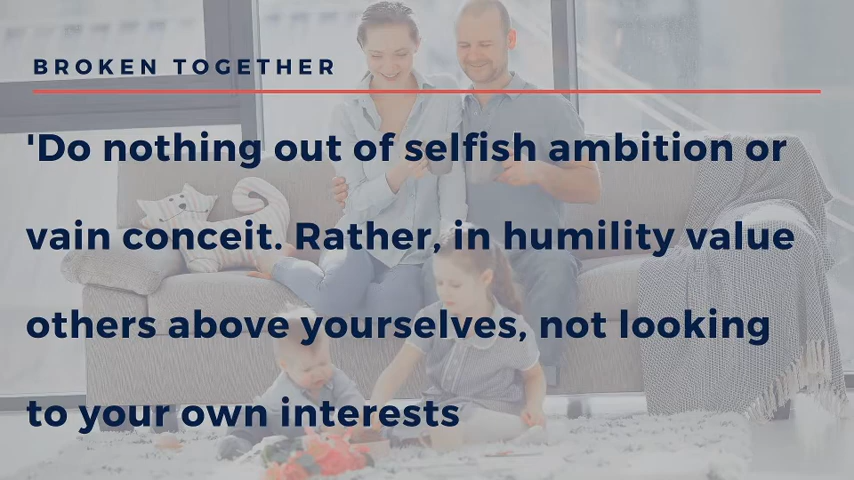 BROKEN TOGETHER
'Do nothing out of selfish ambition or
vain conceit. Rather, in humility value
others above yourselves, not looking
to your own interests